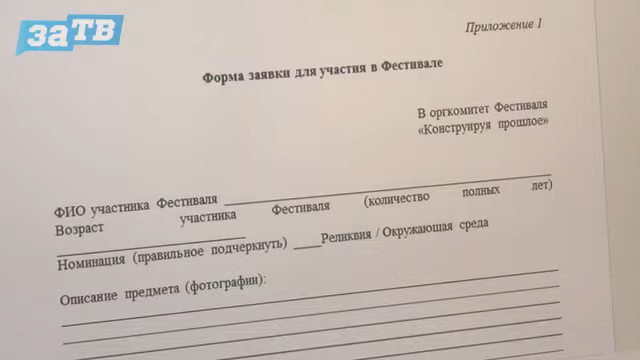 заТВ
Приложение 1
Форма заявки для участия в Фестивале
В оргкомитет Фестиваля
«Конструируя прошлое»
ФИО участника Фестиваля
Возраст участника Фестиваля (количество полных лет)
Номинация (правильное подчеркнуть) ____Реликвия / Окружающая среда
Описание предмета (фотографии):